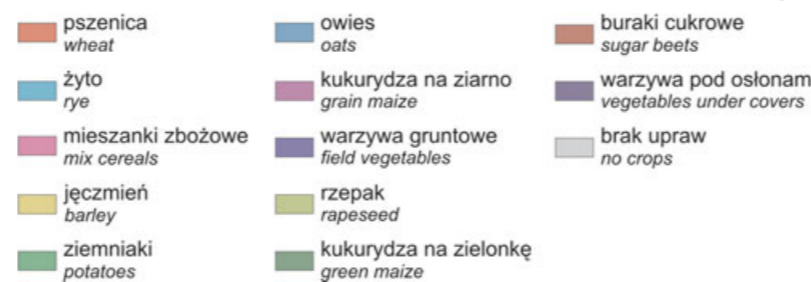 pszenica
wheat
żyto
rye
mieszanki zbożowe
mix cereals
jęczmień
barley
ziemniaki
potatoes
owies
oats
kukurydza na ziarno
grain maize
warzywa gruntowe
field vegetables
rzepak
rapeseed
kukurydza na zielonkę
green maize
buraki cukrowe
sugar beets
warzywa pod osłonam
vegetables under covers
brak upraw
no crops